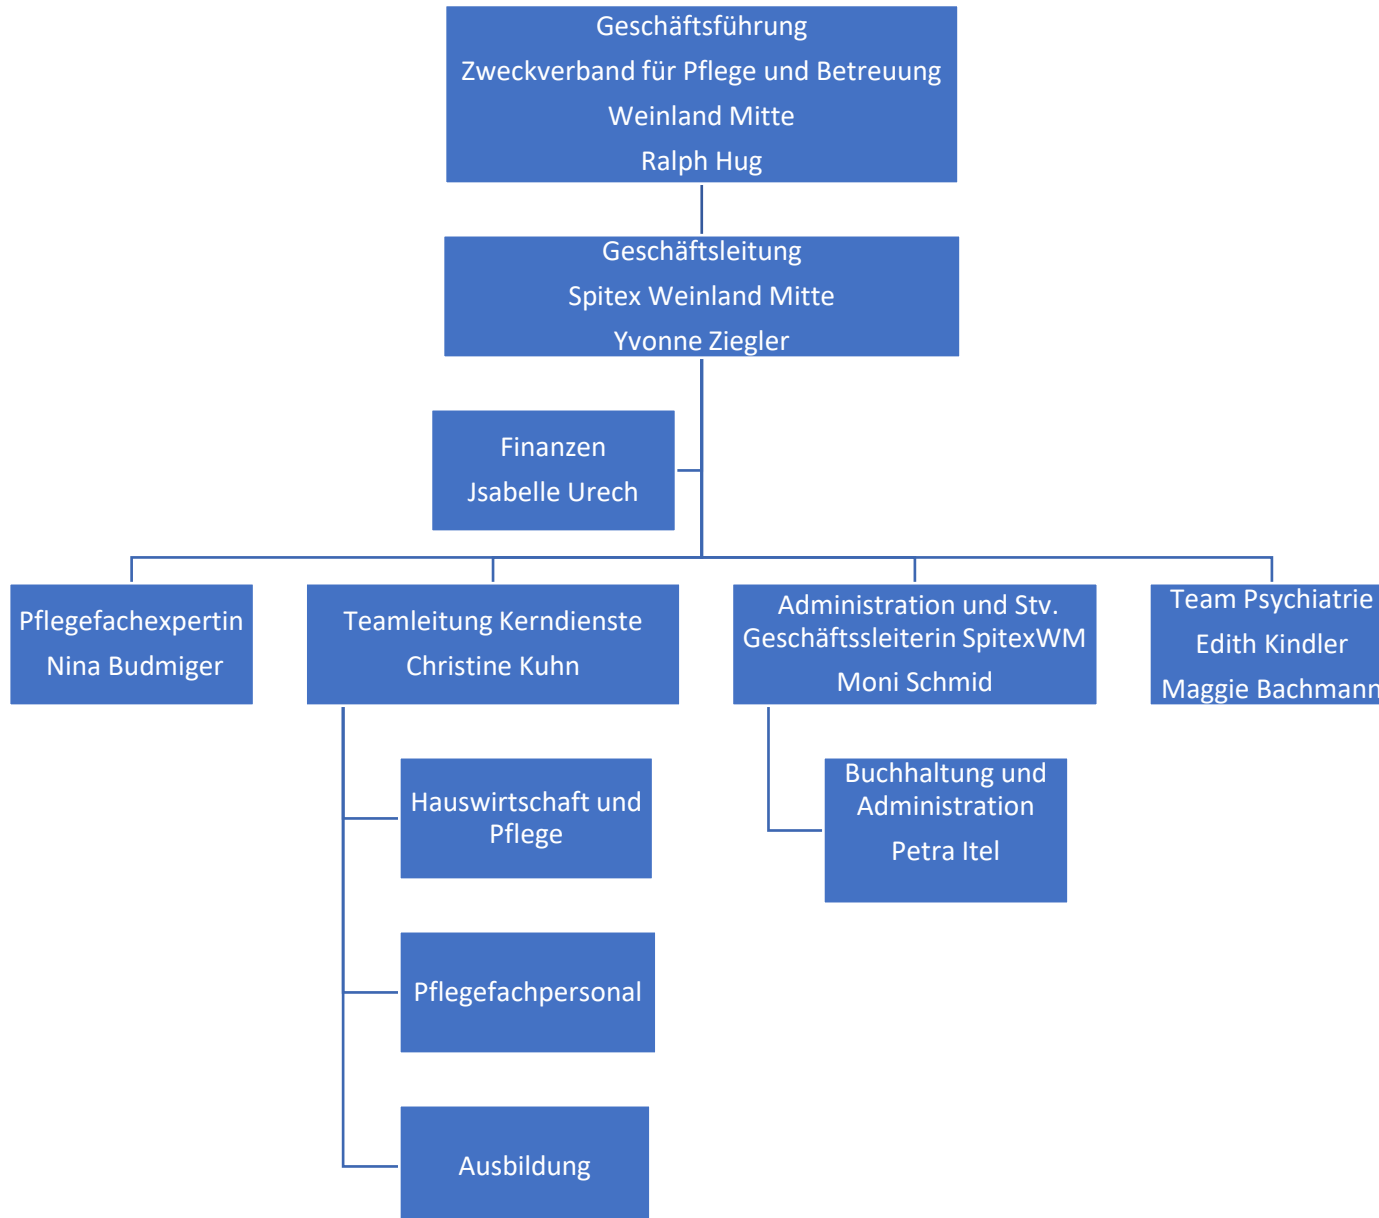 Geschäftsführung
Zweckverband für Pflege und Betreuung
Weinland Mitte
Ralph Hug
Geschäftsleitung
Spitex Weinland Mitte
Yvonne Ziegler
Finanzen
Jsabelle Urech
Pflegefachexpertin
Nina Budmiger
Teamleitung Kerndienste
Christine Kuhn
Administration und Stv.
Geschäftssleiterin SpitexWM
Moni Schmid
Team Psychiatrie
Edith Kindler
Maggie Bachmann
Hauswirtschaft und
Pflege
Buchhaltung und
Administration
Petra Itel
Pflegefachpersonal
Ausbildung